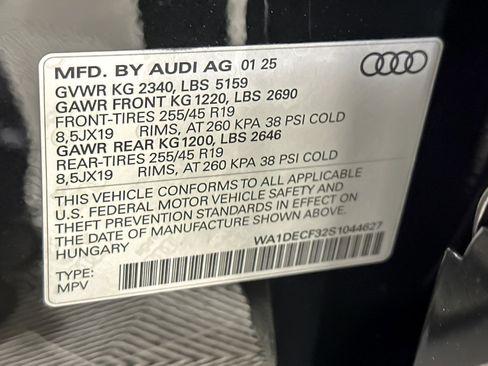 MFD. BY AUDI AG 01 25
GVWR KG 2340, LBS 5159
GAWR FRONT KG 1220, LBS 2690
FRONT-TIRES 255/45 R19
8,5JX19 RIMS, AT 260 KPA 38 PSI COLD
GAWR REAR KG1200, LBS 2646
REAR-TIRES 255/45 R19
8,5JX19 RIMS, AT 260 KPA 38 PSI COLD
THIS VEHICLE CONFORMS TO ALL APPLICABLE
U.S. FEDERAL MOTOR VEHICLE SAFETY AND
THEFT PREVENTION STANDARDS IN EFFECT ON
THE DATE OF MANUFACTURE SHOWN ABOVE.
HUNGARY
WA1DECF32S1044627
TYPE:
MPV